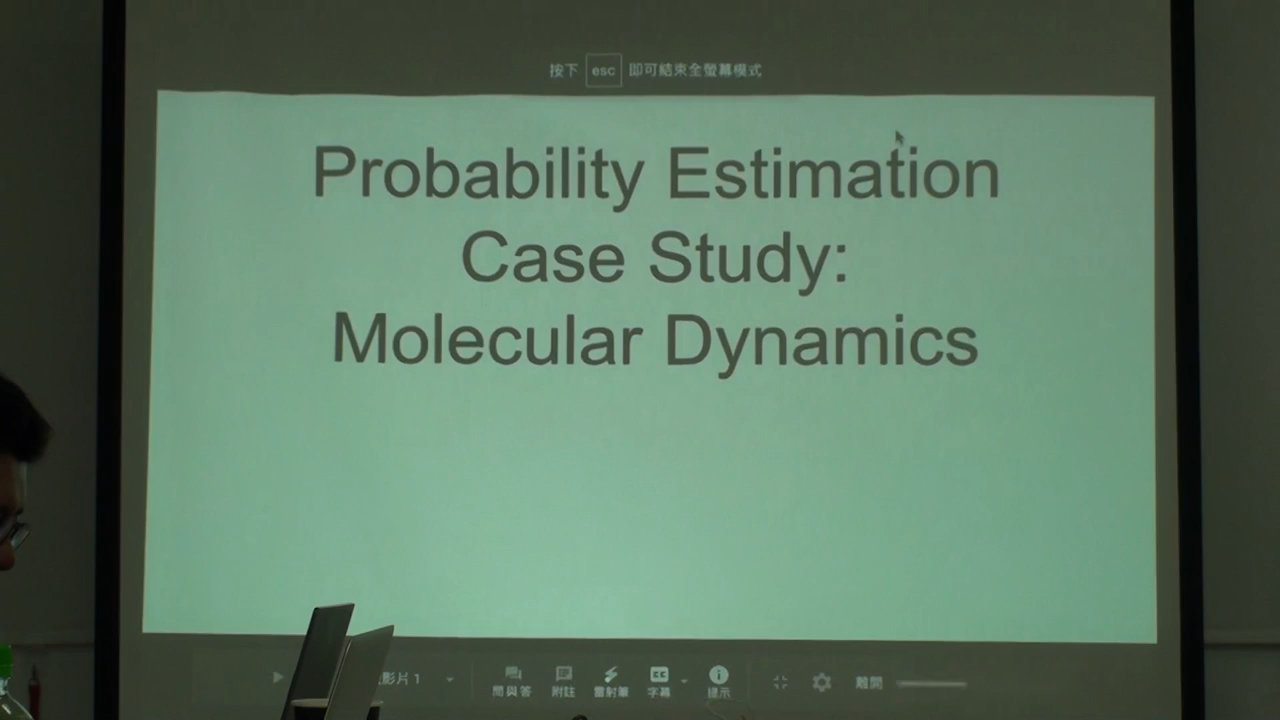 按下 esc 即可結束全螢幕模式
Probability Estimation
Case Study:
Molecular Dynamics
影片 1
問與答 附註 雷射筆 字幕 提示 離開
CC